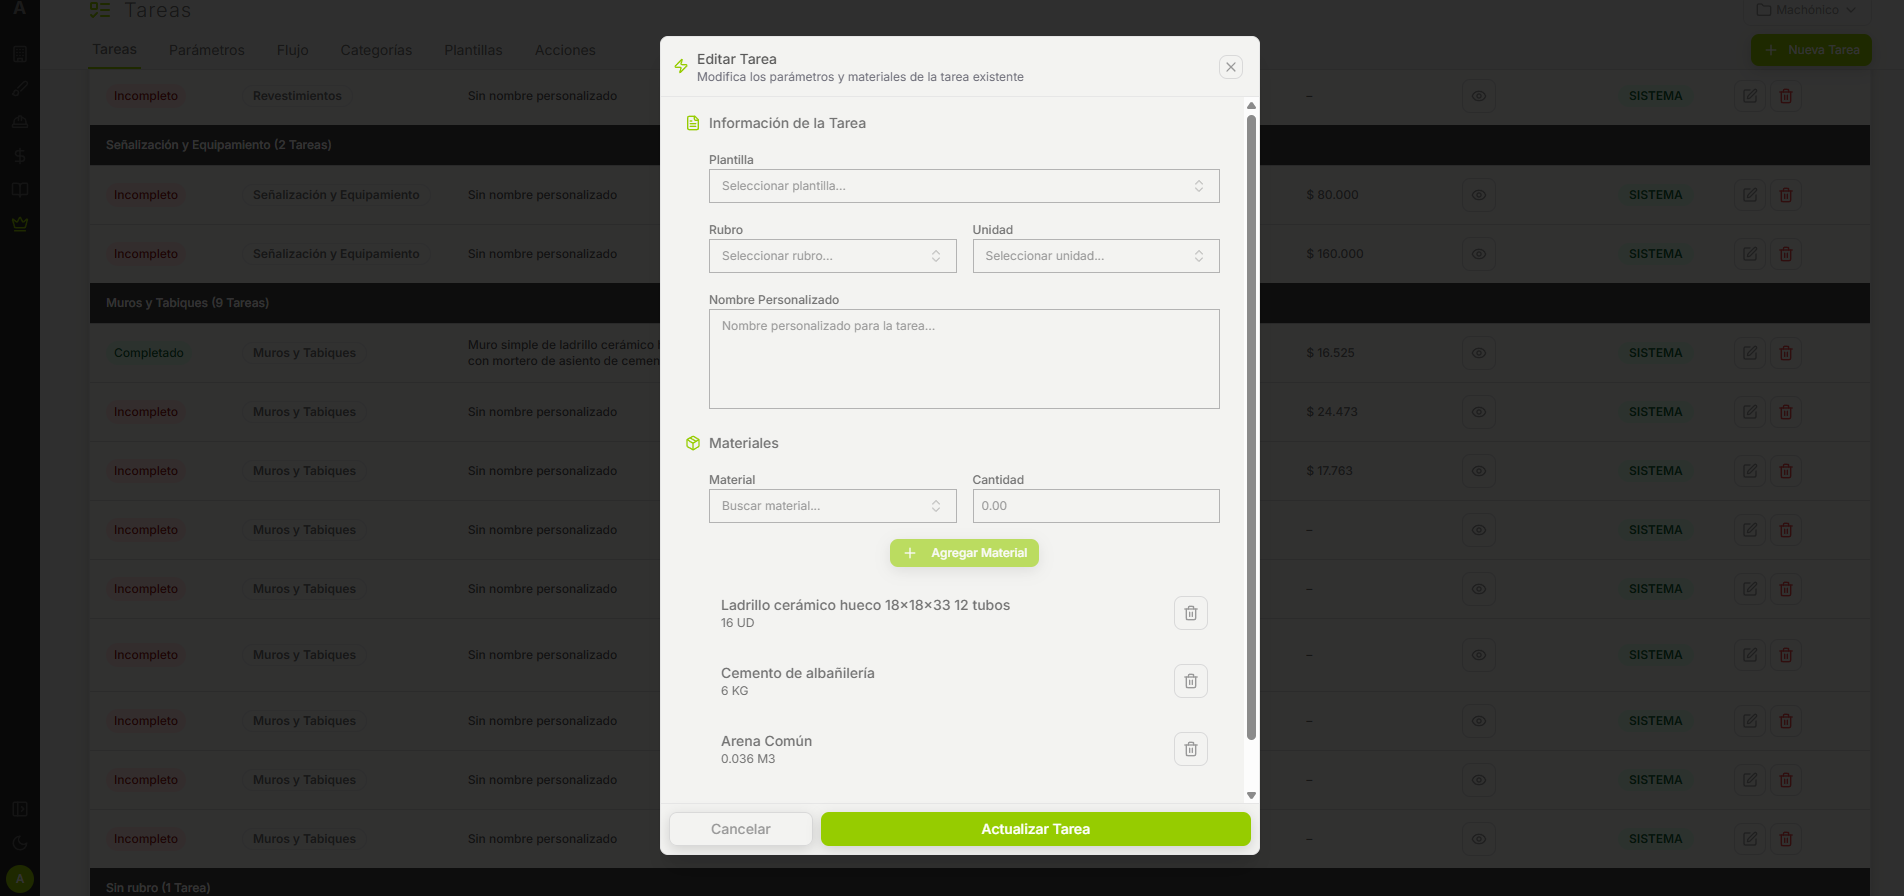 A
Tareas
Machónico
Tareas
Parámetros
Flujo
Categorías
Plantillas
Acciones
Nueva Tarea
Incompleto
Revestimientos
Sin nombre personalizado
–
SISTEMA
Señalización y Equipamiento (2 Tareas)
Incompleto
Señalización y Equipamiento
Sin nombre personalizado
$ 80.000
SISTEMA
Incompleto
Señalización y Equipamiento
Sin nombre personalizado
$ 160.000
SISTEMA
Muros y Tabiques (9 Tareas)
Completado
Muros y Tabiques
Muro simple de ladrillo cerámico
con mortero de asiento de cemen
$ 16.525
SISTEMA
Incompleto
Muros y Tabiques
Sin nombre personalizado
$ 24.473
SISTEMA
Incompleto
Muros y Tabiques
Sin nombre personalizado
$ 17.763
SISTEMA
Incompleto
Muros y Tabiques
Sin nombre personalizado
–
SISTEMA
Incompleto
Muros y Tabiques
Sin nombre personalizado
–
SISTEMA
Incompleto
Muros y Tabiques
Sin nombre personalizado
–
SISTEMA
Incompleto
Muros y Tabiques
Sin nombre personalizado
–
SISTEMA
Incompleto
Muros y Tabiques
Sin nombre personalizado
–
SISTEMA
Incompleto
Muros y Tabiques
Sin nombre personalizado
–
SISTEMA
Sin rubro (1 Tarea)
A
Editar Tarea
Modifica los parámetros y materiales de la tarea existente
Información de la Tarea
Plantilla
Seleccionar plantilla...
Rubro
Seleccionar rubro...
Unidad
Seleccionar unidad...
Nombre Personalizado
Nombre personalizado para la tarea...
Materiales
Material
Buscar material...
Cantidad
0.00
Agregar Material
Ladrillo cerámico hueco 18x18x33 12 tubos
16 UD
Cemento de albañilería
6 KG
Arena Común
0.036 M3
Cancelar
Actualizar Tarea